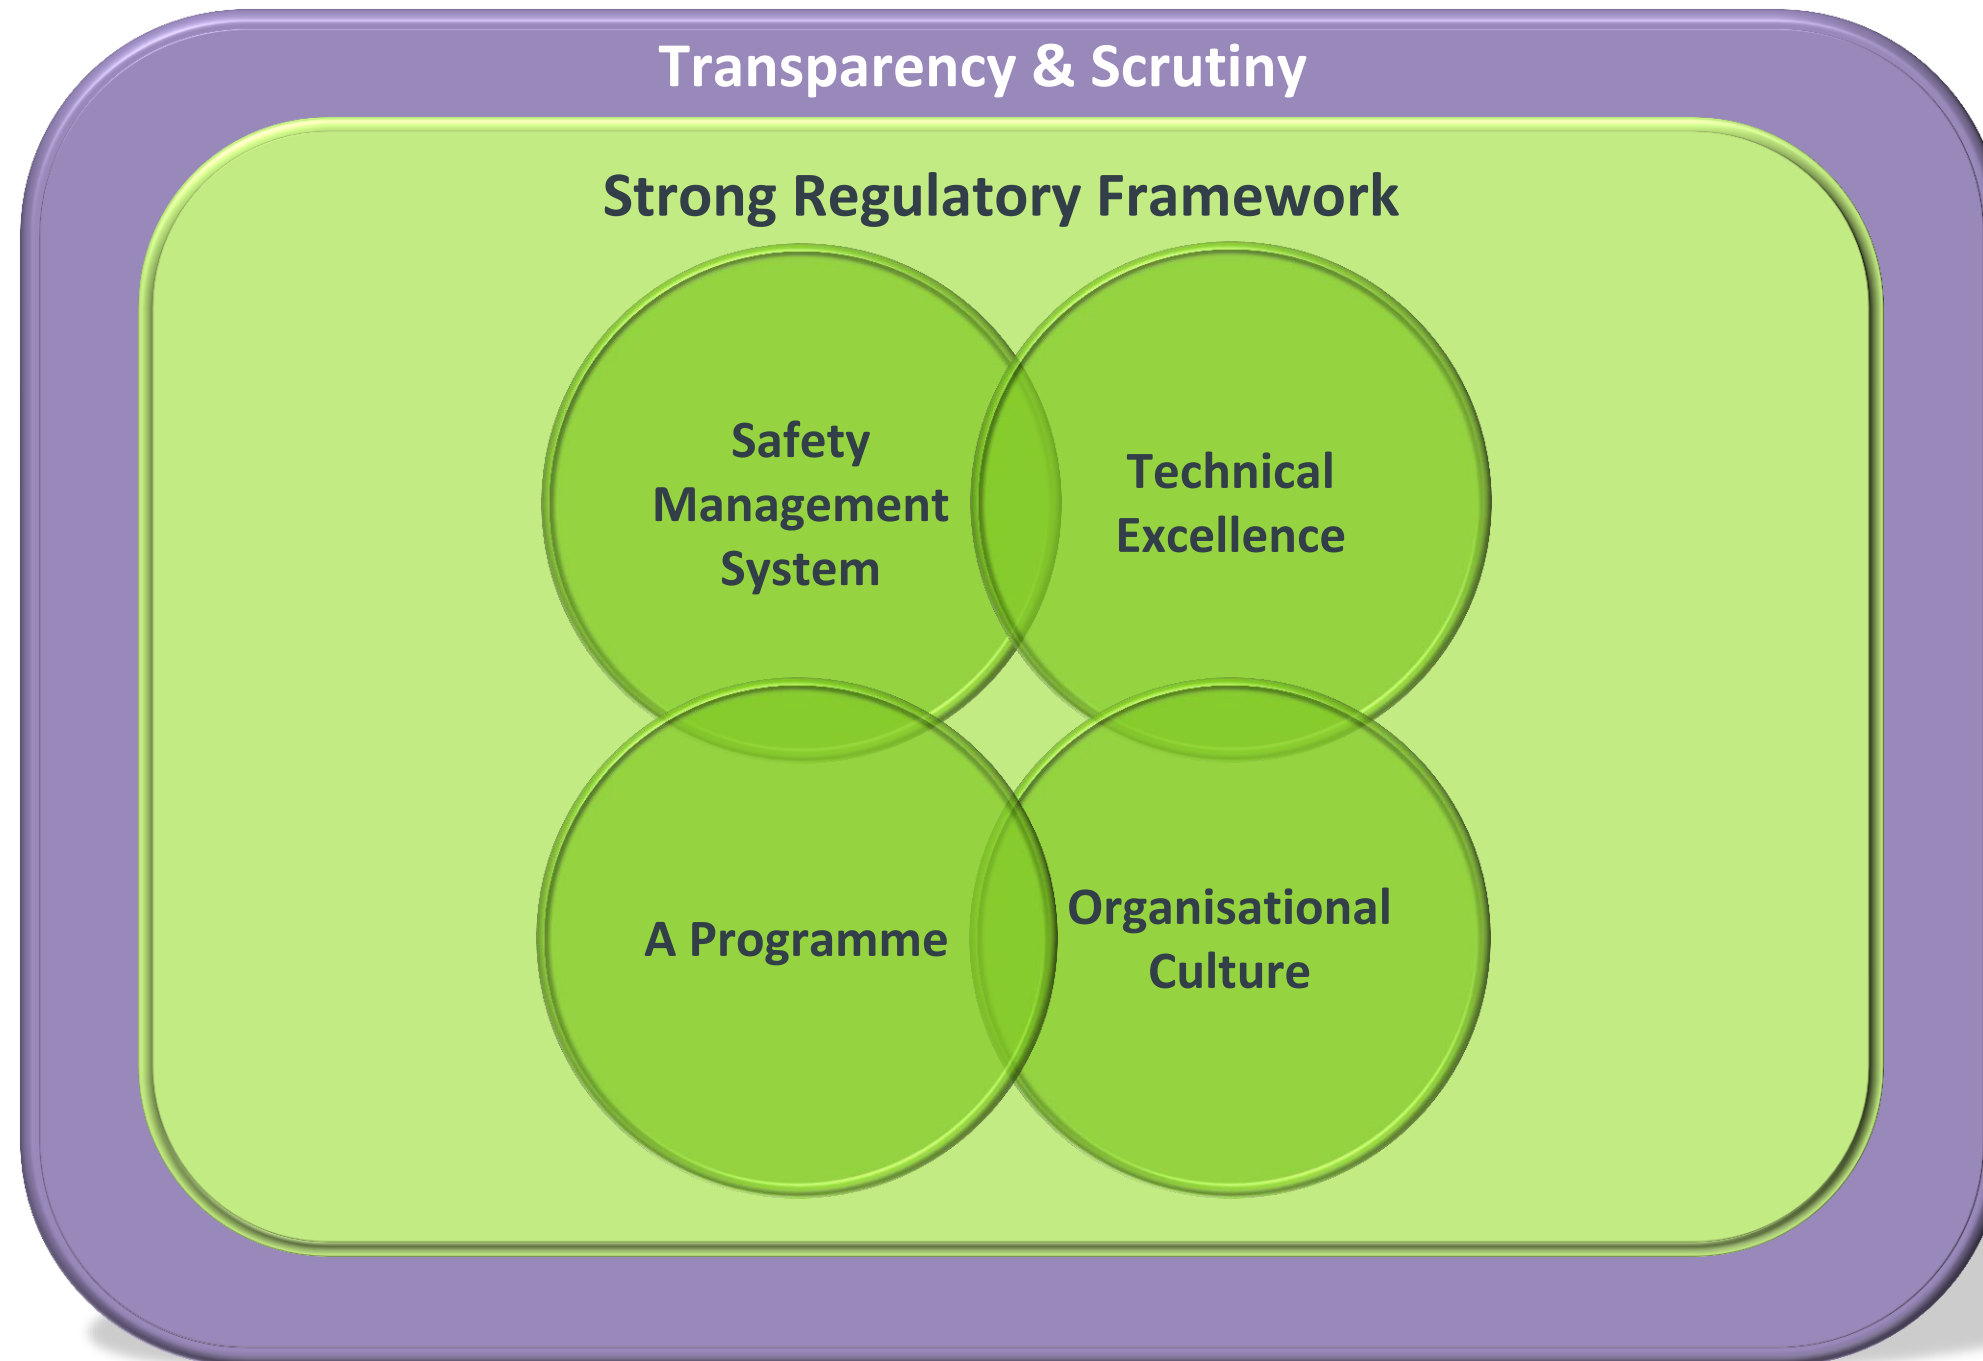 Transparency & Scrutiny
Strong Regulatory Framework
Safety
Management
System
Technical
Excellence
A Programme
Organisational
Culture